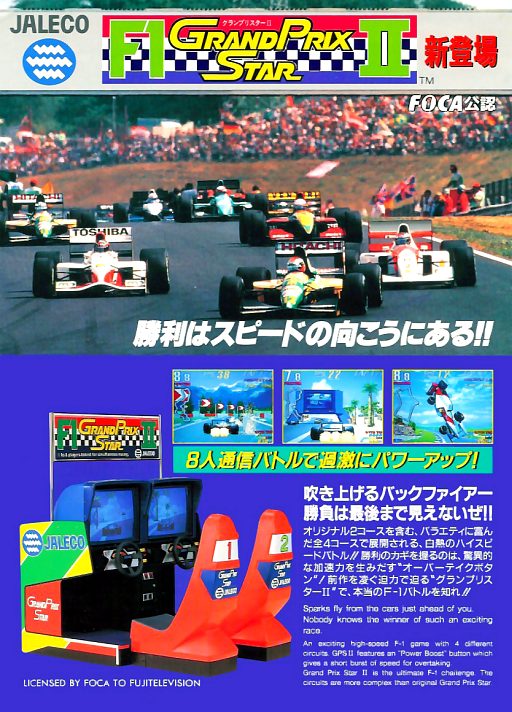 JALECO
グランプリスターII
F1 GRAND PRIX STAR II
新登場
TM
FOCA公認
HITACHI
TOSHIBA
HITACHI
勝利はスピードの向こうにある!!
8人通信バトルで過激にパワーアップ!
F1 GRAND PRIX STAR II
JALECO
JALECO
GRAND PRIX STAR
1
2
吹き上げるバックファイアー
勝負は最後まで見えないぜ!!
オリジナル2コースを含む、バラエティに富ん
だ全4コースで展開される、白熱のハイスピ
ードバトル!!勝利のカギを握るのは、驚異的
な加速力を生みだす"オーバーテイクボタ
ン"!前作を凌ぐ迫力で迫る"グランプリス
ターII"で、本当のF-1バトルを知れ!!
Sparks fly from the cars just ahead of you.
Nobody knows the winner of such an exciting
race.
An exciting high-speed F-1 game with 4 different
circuits. GPSII features an "Power Boost" button which
gives a short burst of speed for overtaking.
Grand Prix Star II is the ultimate F-1 challenge. The
circuits are more complex than original Grand Prix Star.
LICENSED BY FOCA TO FUJITELEVISION